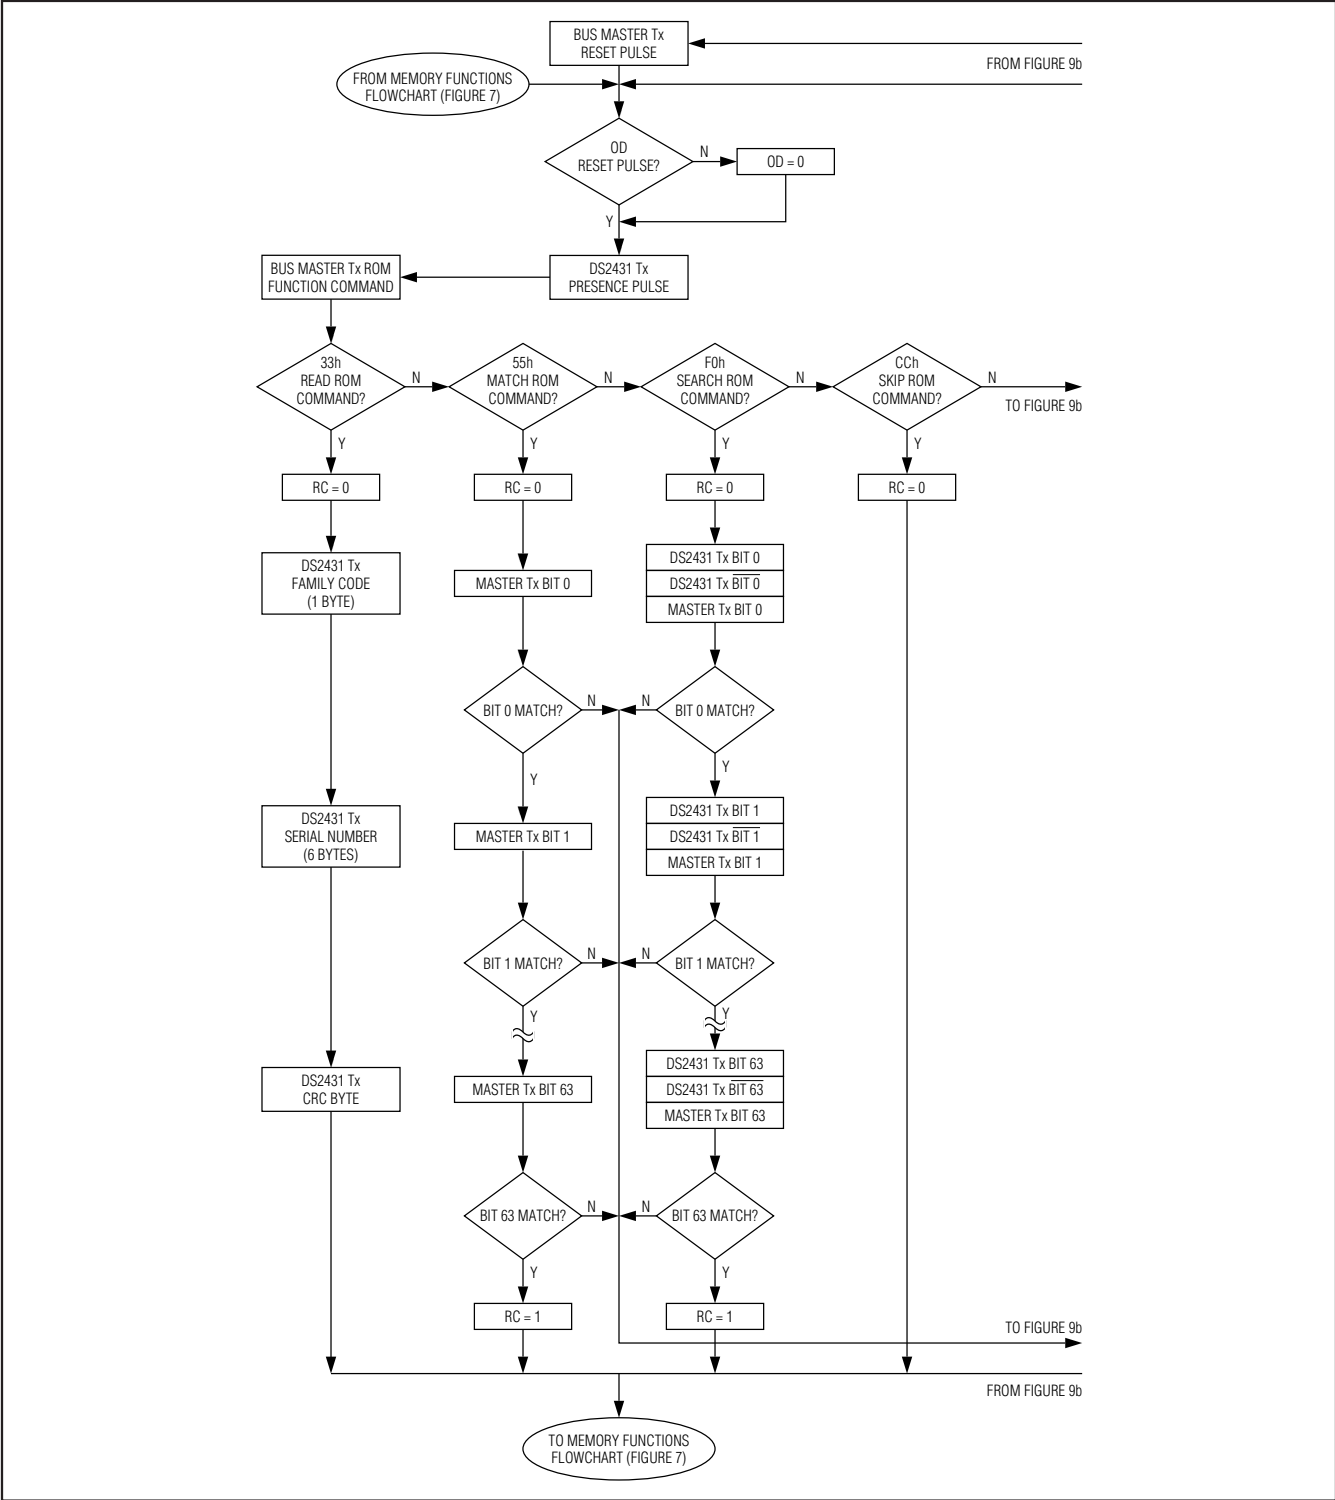 BUS MASTER Tx
RESET PULSE
FROM FIGURE 9b
FROM MEMORY FUNCTIONS
FLOWCHART (FIGURE 7)
OD
RESET PULSE?
N
OD = 0
Y
BUS MASTER Tx ROM
FUNCTION COMMAND
DS2431 Tx
PRESENCE PULSE
33h
READ ROM
COMMAND?
N
55h
MATCH ROM
COMMAND?
N
F0h
SEARCH ROM
COMMAND?
N
CCh
SKIP ROM
COMMAND?
N
TO FIGURE 9b
Y
Y
Y
Y
RC = 0
RC = 0
RC = 0
RC = 0
DS2431 Tx
FAMILY CODE
(1 BYTE)
MASTER Tx BIT 0
DS2431 Tx BIT 0
DS2431 Tx B̅I̅T̅ ̅0̅
MASTER Tx BIT 0
BIT 0 MATCH?
N
N
BIT 0 MATCH?
Y
Y
DS2431 Tx
SERIAL NUMBER
(6 BYTES)
MASTER Tx BIT 1
DS2431 Tx BIT 1
DS2431 Tx B̅I̅T̅ ̅1̅
MASTER Tx BIT 1
BIT 1 MATCH?
N
N
BIT 1 MATCH?
Y
Y
DS2431 Tx
CRC BYTE
MASTER Tx BIT 63
DS2431 Tx BIT 63
DS2431 Tx B̅I̅T̅ ̅6̅3̅
MASTER Tx BIT 63
BIT 63 MATCH?
N
N
BIT 63 MATCH?
Y
Y
RC = 1
RC = 1
TO FIGURE 9b
FROM FIGURE 9b
TO MEMORY FUNCTIONS
FLOWCHART (FIGURE 7)